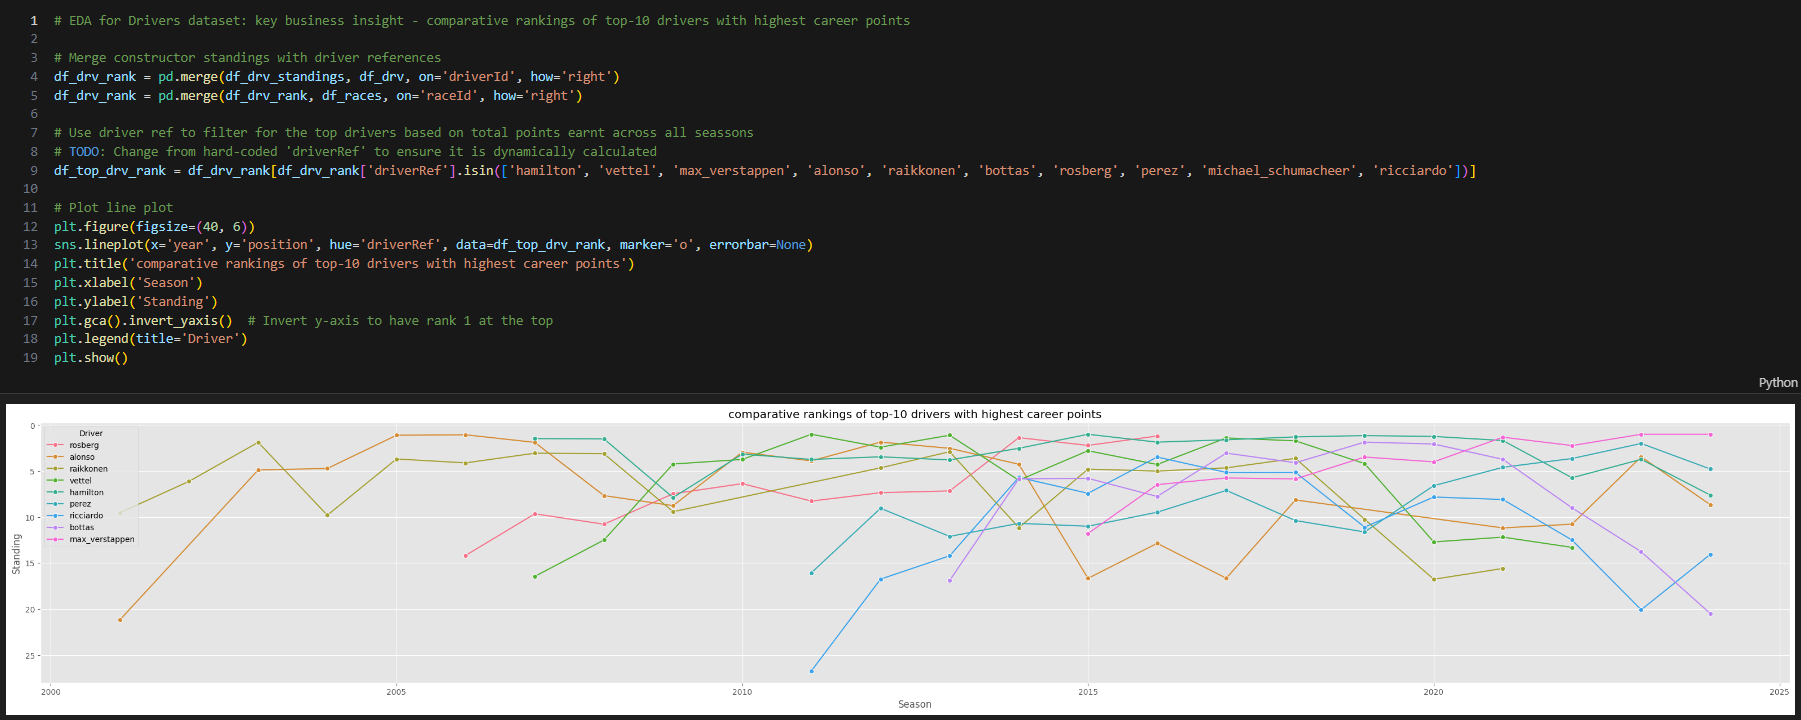 1 # EDA for Drivers dataset: key business insight - comparative rankings of top-10 drivers with highest career points
2
3 # Merge constructor standings with driver references
4 df_drv_rank = pd.merge(df_drv_standings, df_drv, on='driverId', how='right')
5 df_drv_rank = pd.merge(df_drv_rank, df_races, on='raceId', how='right')
6
7 # Use driver ref to filter for the top drivers based on total points earnt across all seassons
8 # TODO: Change from hard-coded 'driverRef' to ensure it is dynamically calculated
9 df_top_drv_rank = df_drv_rank[df_drv_rank['driverRef'].isin(['hamilton', 'vettel', 'max_verstappen', 'alonso', 'raikkonen', 'bottas', 'rosberg', 'perez', 'michael_schumacheer', 'ricciardo'])]
10
11 # Plot line plot
12 plt.figure(figsize=(40, 6))
13 sns.lineplot(x='year', y='position', hue='driverRef', data=df_top_drv_rank, marker='o', errorbar=None)
14 plt.title('comparative rankings of top-10 drivers with highest career points')
15 plt.xlabel('Season')
16 plt.ylabel('Standing')
17 plt.gca().invert_yaxis()  # Invert y-axis to have rank 1 at the top
18 plt.legend(title='Driver')
19 plt.show()
Python
comparative rankings of top-10 drivers with highest career points
Driver
rosberg
alonso
raikkonen
vettel
hamilton
perez
ricciardo
bottas
max_verstappen
Standing
0
5
10
15
20
25
2000 2005 2010 2015 2020 2025
Season